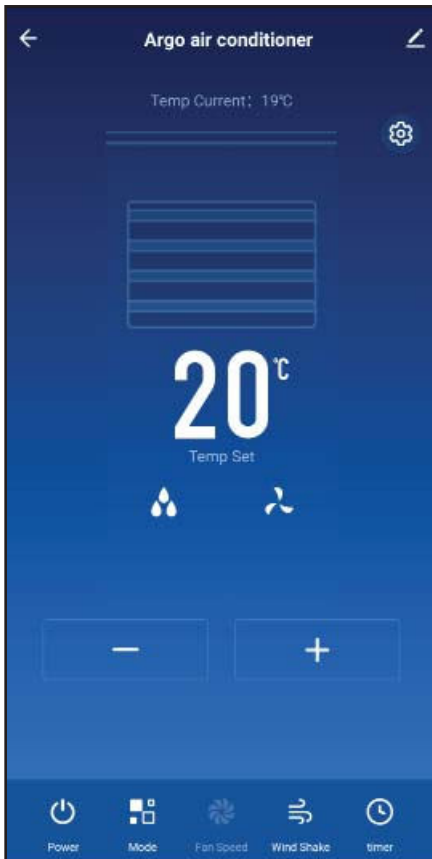 Argo air conditioner
Temp Current: 19℃
20℃
Temp Set
Power Mode Fan Speed Wind Shake timer